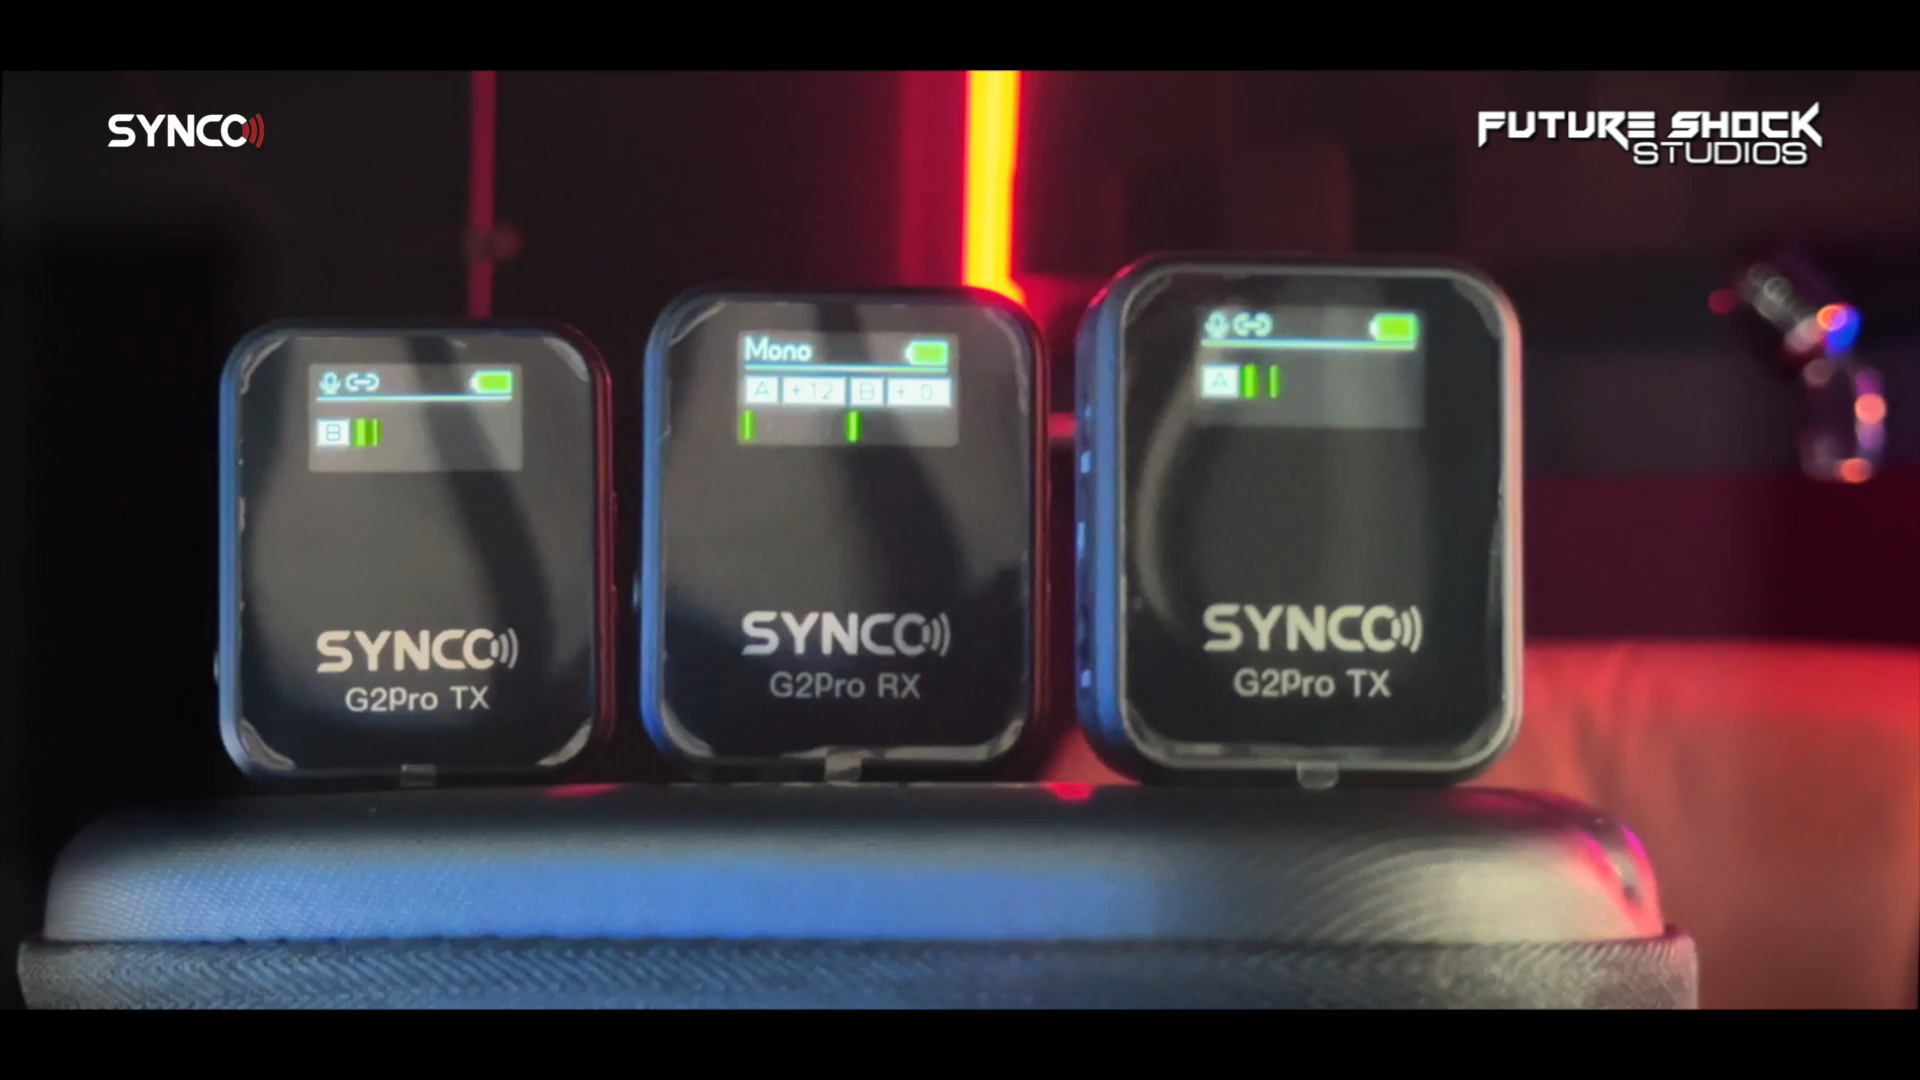 SYNCO
FUTURE SHOCK
STUDIOS
B
SYNCO
G2Pro TX
Mono
A +12 B + 0
SYNCO
G2Pro RX
A
SYNCO
G2Pro TX